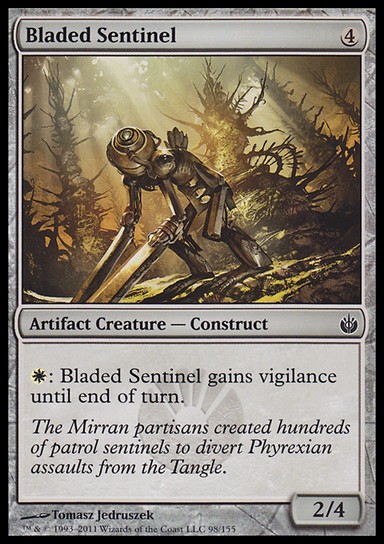 Bladed Sentinel 4
Artifact Creature — Construct
: Bladed Sentinel gains vigilance
until end of turn.
The Mirran partisans created hundreds
of patrol sentinels to divert Phyrexian
assaults from the Tangle.
Tomasz Jedruszek
™ & © 1993–2011 Wizards of the Coast LLC 98/155
2/4